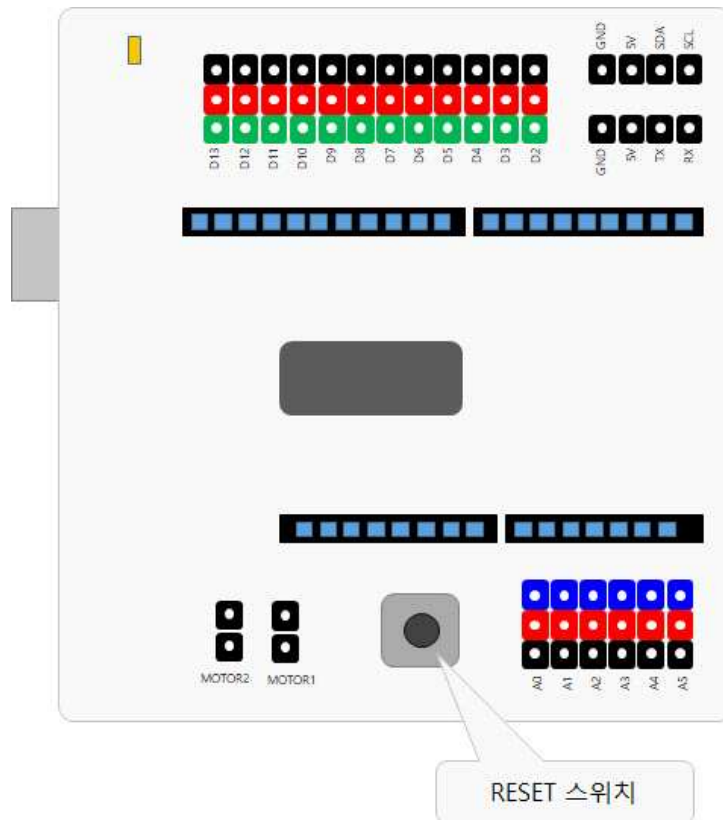 GND 5V SDA SCL
D13 D12 D11 D10 D9 D8 D7 D6 D5 D4 D3 D2
GND 5V TX RX
MOTOR2 MOTOR1
A0 A1 A2 A3 A4 A5
RESET 스위치